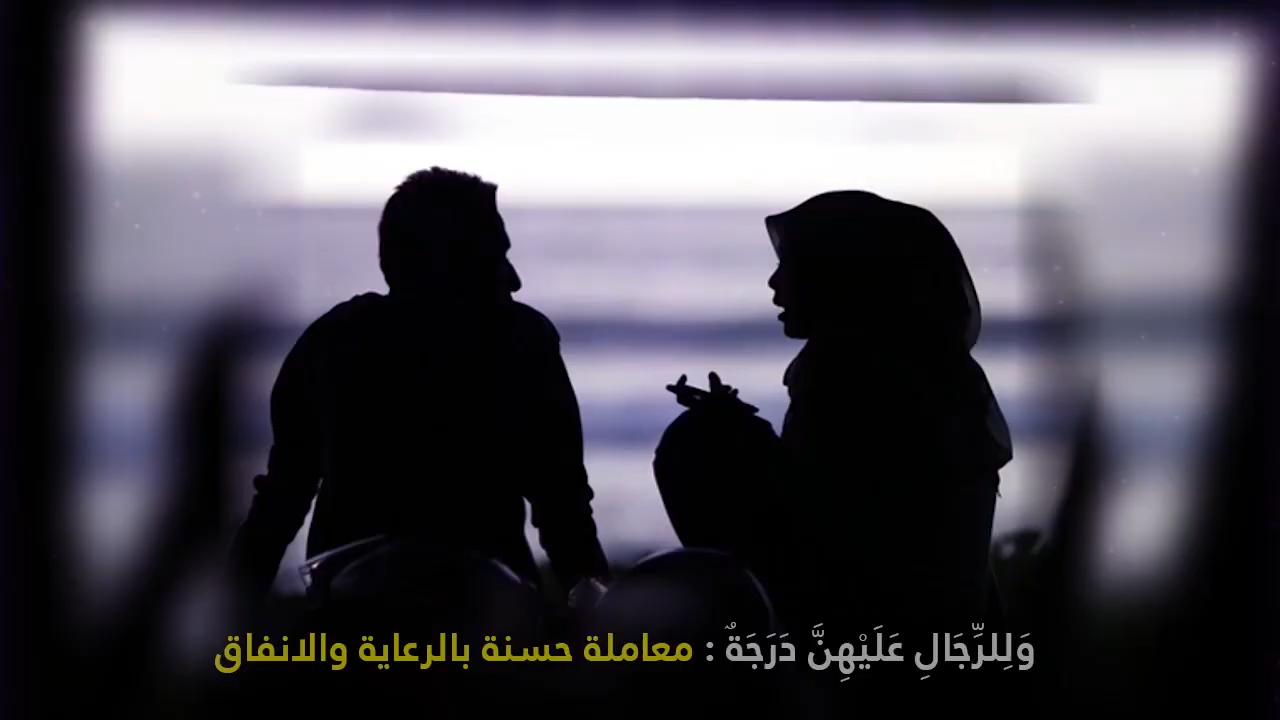 وَلِلرِّجَالِ عَلَيْهِنَّ دَرَجَةٌ : معاملة حسنة بالرعاية والانفاق